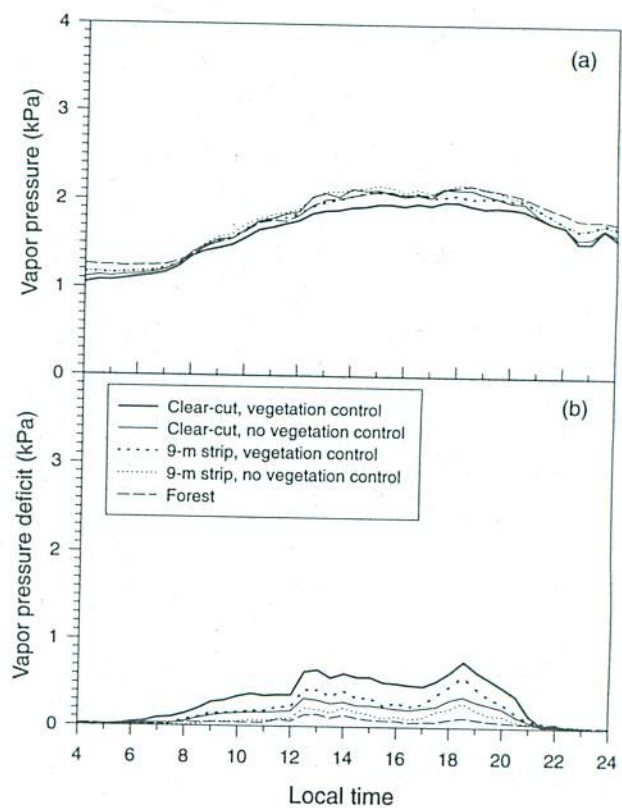 (a)
4
3
2
1
0
Vapor pressure (kPa)
(b)
Clear-cut, vegetation control
Clear-cut, no vegetation control
9-m strip, vegetation control
9-m strip, no vegetation control
Forest
3
2
1
0
Vapor pressure deficit (kPa)
4 6 8 10 12 14 16 18 20 22 24
Local time